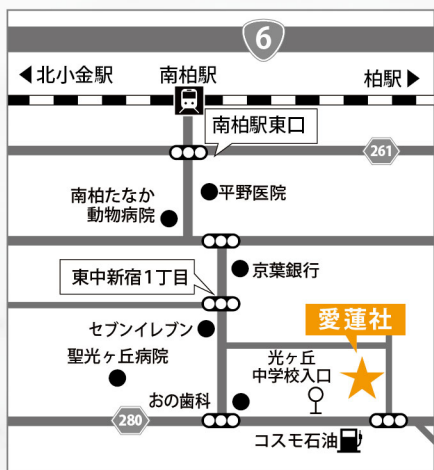 6
◀北小金駅
南柏駅
柏駅▶
南柏駅東口
261
南柏たなか
動物病院
平野医院
東中新宿1丁目
京葉銀行
セブンイレブン
愛蓮社
聖光ヶ丘病院
光ヶ丘
中学校入口
おの歯科
280
コスモ石油